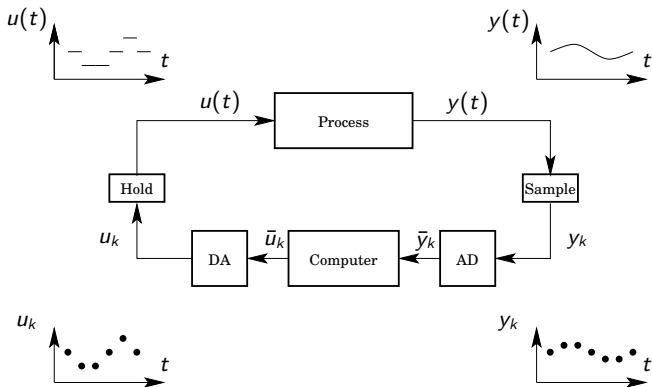 u(t)
t
y(t)
t
u(t)
Process
y(t)
Hold
Sample
u_k
DA
ū_k
Computer
ȳ_k
AD
y_k
u_k
t
y_k
t